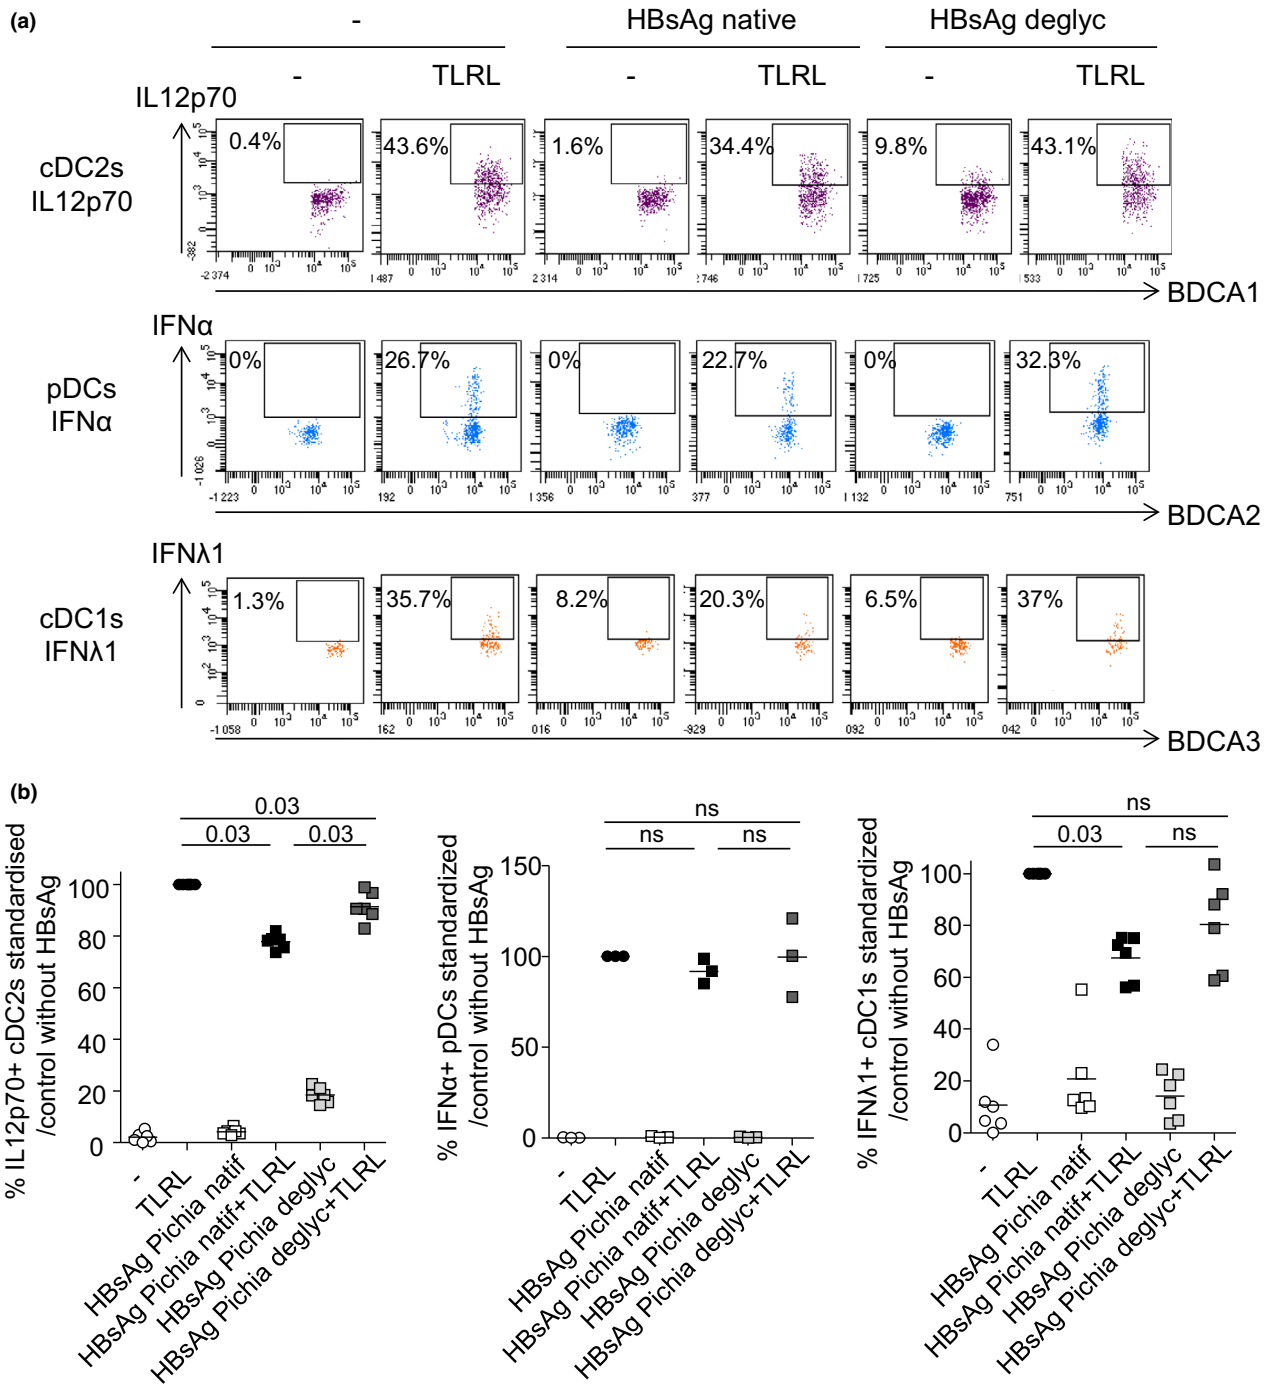 (a)
- HBsAg native HBsAg deglyc
- TLRL - TLRL - TLRL
IL12p70
cDC2s
IL12p70
0.4% 43.6% 1.6% 34.4% 9.8% 43.1%
BDCA1
IFNα
pDCs
IFNα
0% 26.7% 0% 22.7% 0% 32.3%
BDCA2
IFNλ1
cDC1s
IFNλ1
1.3% 35.7% 8.2% 20.3% 6.5% 37%
BDCA3
(b)
% IL12p70+ cDC2s standardised
/control without HBsAg
0.03
0.03 0.03
100
80
60
40
20
0
-
TLRL
HBsAg Pichia natif
HBsAg Pichia natif+TLRL
HBsAg Pichia deglyc
HBsAg Pichia deglyc+TLRL
% IFNα+ pDCs standardized
/control without HBsAg
ns
ns ns
150
100
50
0
-
TLRL
HBsAg Pichia natif
HBsAg Pichia natif+TLRL
HBsAg Pichia deglyc
HBsAg Pichia deglyc+TLRL
% IFNλ1+ cDC1s standardized
/control without HBsAg
ns
0.03 ns
100
80
60
40
20
0
-
TLRL
HBsAg Pichia natif
HBsAg Pichia natif+TLRL
HBsAg Pichia deglyc
HBsAg Pichia deglyc+TLRL